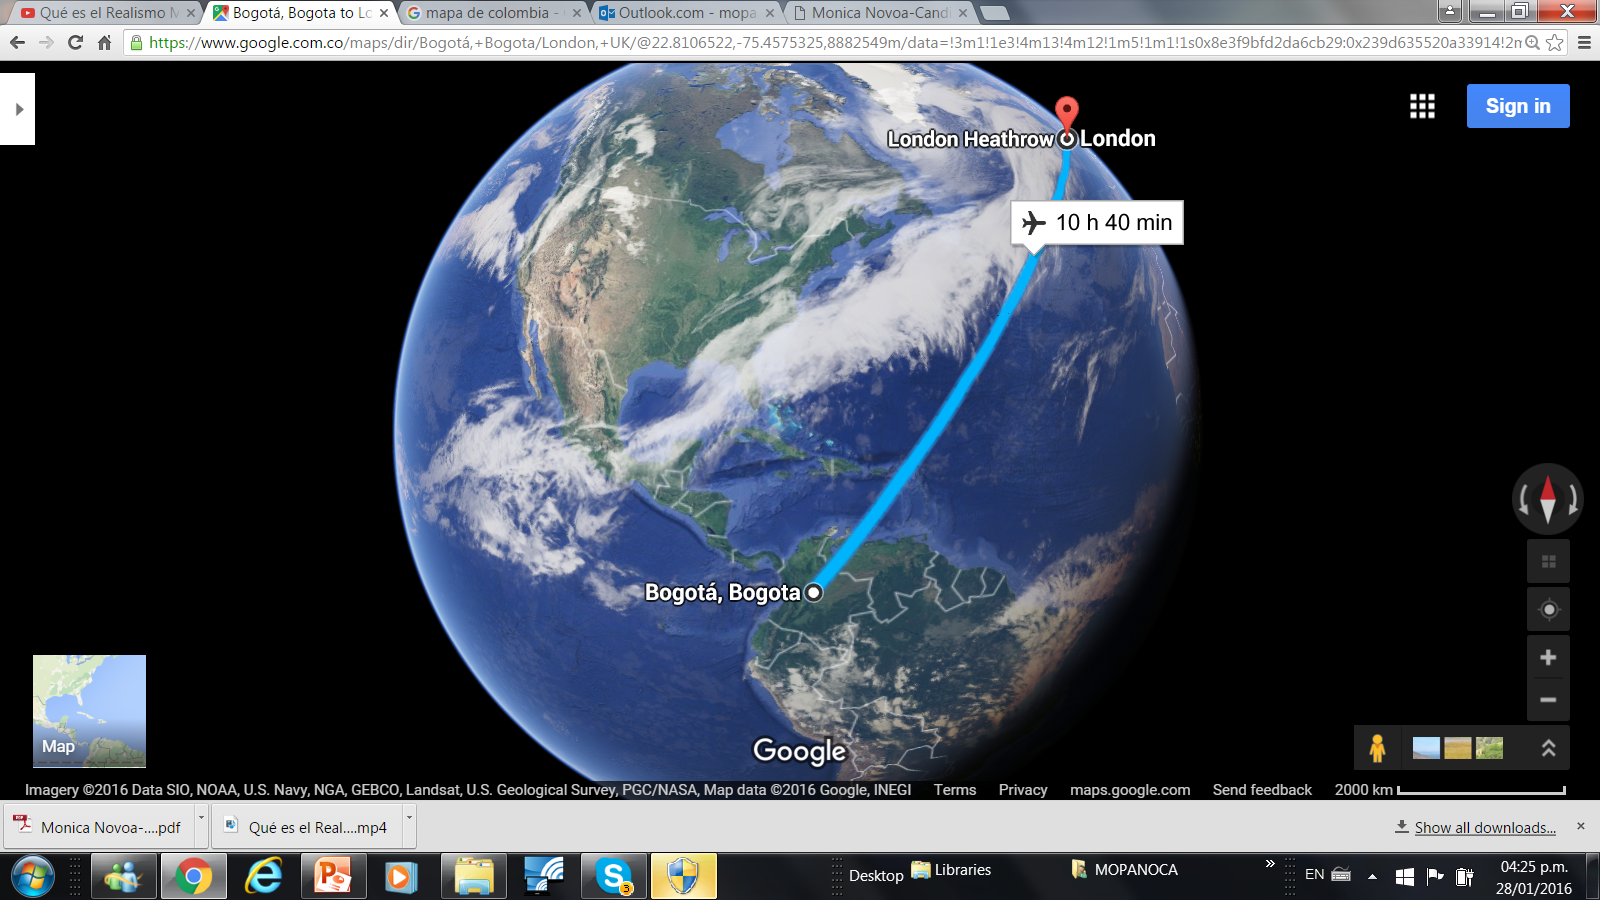 Qué es el Realismo M
Bogotá, Bogota to Lo
mapa de colombia -
Outlook.com - mopa
Monica Novoa-Candi
https://www.google.com.co/maps/dir/Bogotá,+Bogota/London,+UK/@22.8106522,-75.4575325,8882549m/data=!3m1!1e3!4m13!4m12!1m5!1m1!1s0x8e3f9bfd2da6cb29:0x239d635520a33914!2m
Sign in
London Heathrow London
10 h 40 min
Bogotá, Bogota
Map
Google
Imagery ©2016 Data SIO, NOAA, U.S. Navy, NGA, GEBCO, Landsat, U.S. Geological Survey, PGC/NASA, Map data ©2016 Google, INEGI Terms Privacy maps.google.com Send feedback 2000 km
Monica Novoa-....pdf
Qué es el Real....mp4
Show all downloads...
3
Desktop
Libraries
MOPANOCA
EN
04:25 p.m.
28/01/2016